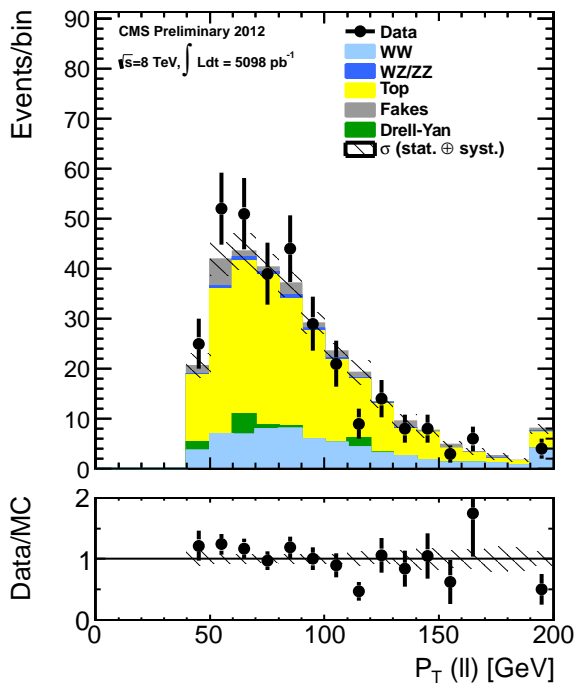 CMS Preliminary 2012
√s=8 TeV, ∫ Ldt = 5098 pb⁻¹
Data
WW
WZ/ZZ
Top
Fakes
Drell-Yan
σ (stat. ⊕ syst.)
Events/bin
90
80
70
60
50
40
30
20
10
0
Data/MC
2
1
0
0
50
100
150
200
P_T (ll) [GeV]